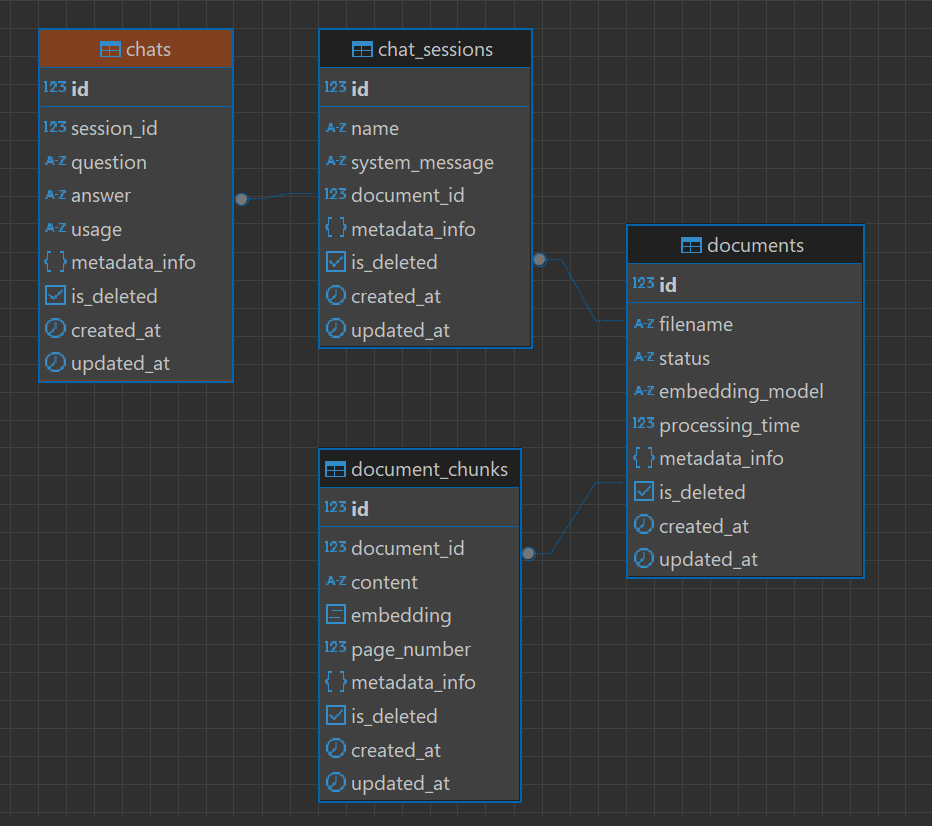 chats
123 id
123 session_id
A-Z question
A-Z answer
A-Z usage
{ } metadata_info
is_deleted
created_at
updated_at
chat_sessions
123 id
A-Z name
A-Z system_message
123 document_id
{ } metadata_info
is_deleted
created_at
updated_at
documents
123 id
A-Z filename
A-Z status
A-Z embedding_model
123 processing_time
{ } metadata_info
is_deleted
created_at
updated_at
document_chunks
123 id
123 document_id
A-Z content
embedding
123 page_number
{ } metadata_info
is_deleted
created_at
updated_at